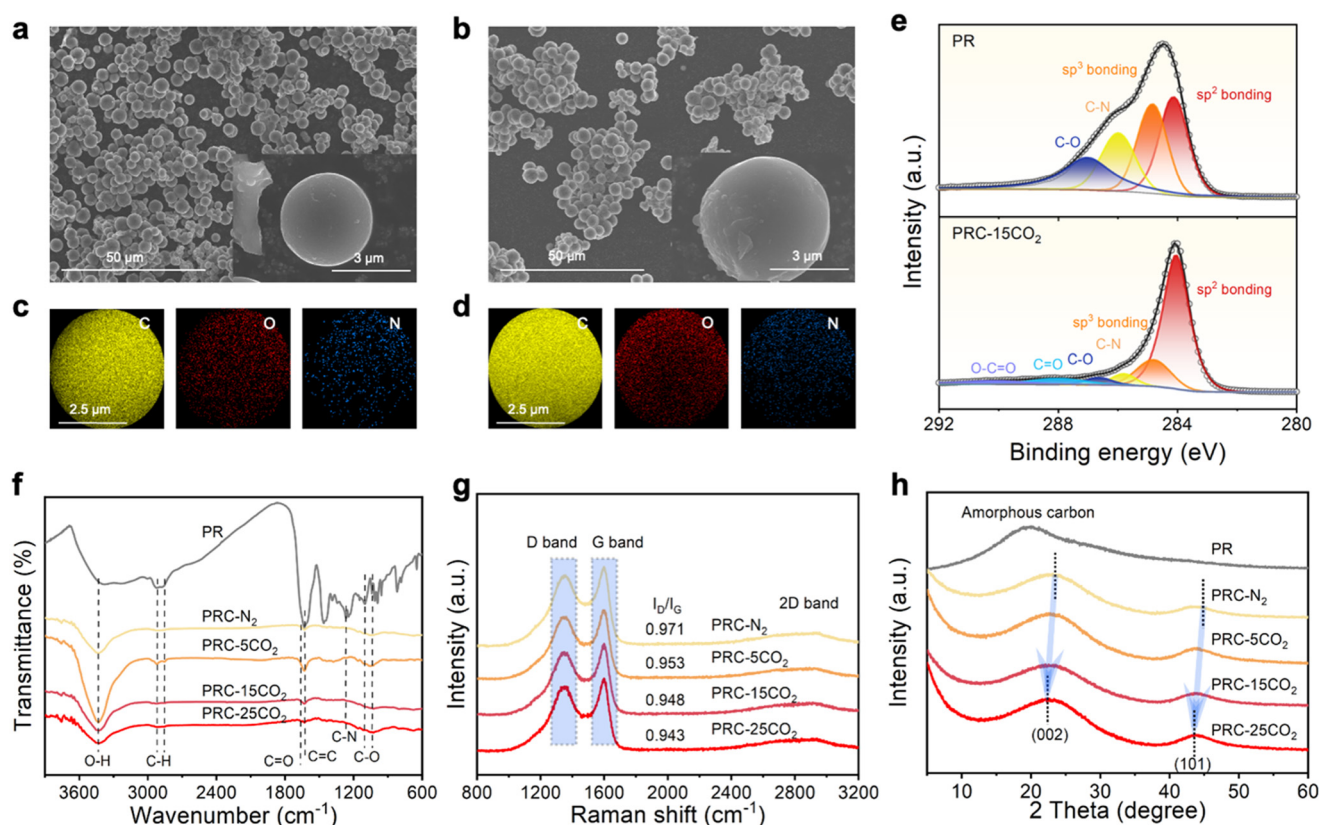 a
50 µm
3 µm
b
50 µm
3 µm
c
C
2.5 µm
O
N
d
C
2.5 µm
O
N
e
PR
sp³ bonding
C-N
C-O
sp² bonding
PRC-15CO₂
sp² bonding
sp³ bonding
C-N
C-O
C=O
O-C=O
Intensity (a.u.)
292 288 284 280
Binding energy (eV)
f
PR
PRC-N₂
PRC-5CO₂
PRC-15CO₂
PRC-25CO₂
O-H
C-H
C=O
C=C
C-N
C-O
Transmittance (%)
3600 3000 2400 1800 1200 600
Wavenumber (cm⁻¹)
g
D band
G band
2D band
I_D/I_G
0.971 PRC-N₂
0.953 PRC-5CO₂
0.948 PRC-15CO₂
0.943 PRC-25CO₂
Intensity (a.u.)
800 1200 1600 2000 2400 2800 3200
Raman shift (cm⁻¹)
h
Amorphous carbon
PR
PRC-N₂
PRC-5CO₂
PRC-15CO₂
PRC-25CO₂
(002)
(101)
Intensity (a.u.)
10 20 30 40 50 60
2 Theta (degree)